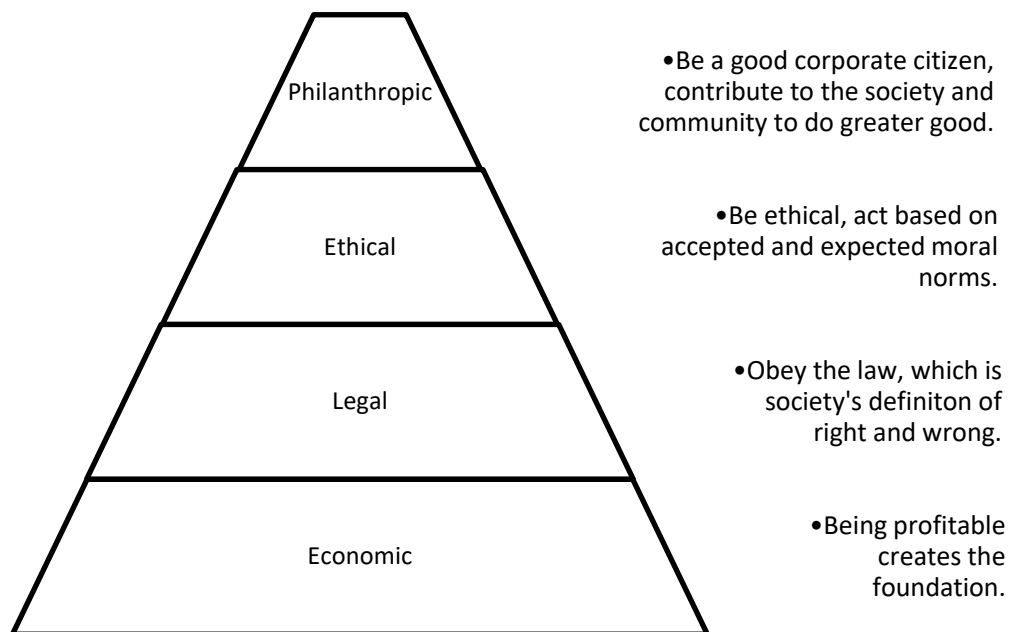 Philanthropic
•Be a good corporate citizen,
contribute to the society and
community to do greater good.
Ethical
•Be ethical, act based on
accepted and expected moral
norms.
Legal
•Obey the law, which is
society's definiton of
right and wrong.
Economic
•Being profitable
creates the
foundation.